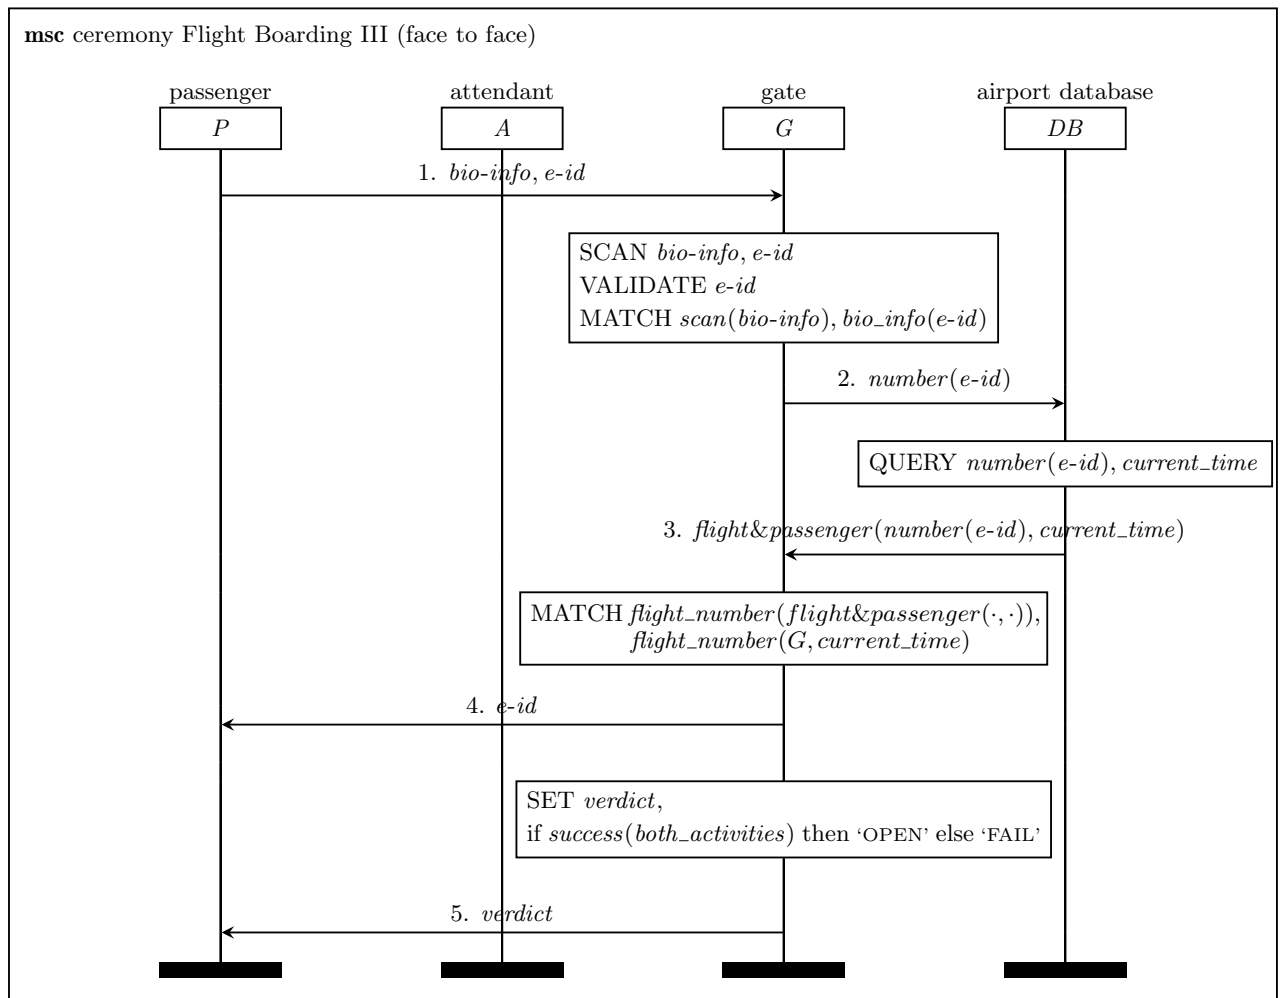 msc ceremony Flight Boarding III (face to face)
passenger attendant gate airport database
P A G DB
1. bio-info, e-id
SCAN bio-info, e-id
VALIDATE e-id
MATCH scan(bio-info), bio_info(e-id)
2. number(e-id)
QUERY number(e-id), current_time
3. flight&passenger(number(e-id), current_time)
MATCH flight_number(flight&passenger(·,·)),
flight_number(G, current_time)
4. e-id
SET verdict,
if success(both_activities) then ‘OPEN’ else ‘FAIL’
5. verdict